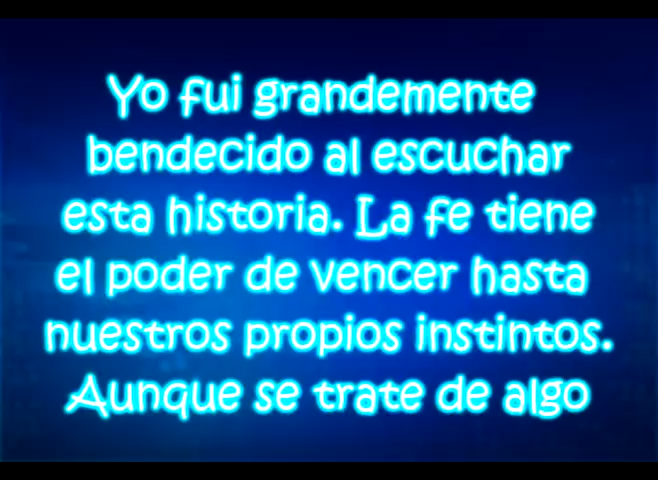 Yo fui grandemente
bendecido al escuchar
esta historia. La fe tiene
el poder de vencer hasta
nuestros propios instintos.
Aunque se trate de algo